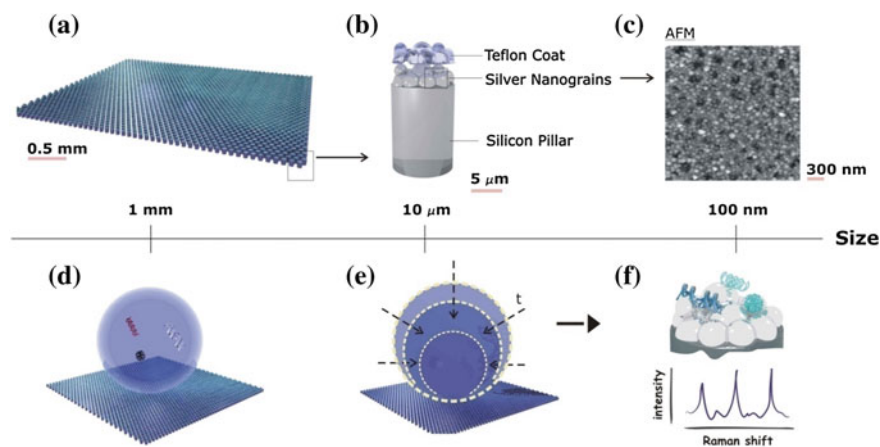 (a)
(b)
(c)
AFM
Teflon Coat
Silver Nanograins
Silicon Pillar
0.5 mm
5 μm
300 nm
1 mm
10 μm
100 nm
Size
(d)
(e)
(f)
t
intensity
Raman shift